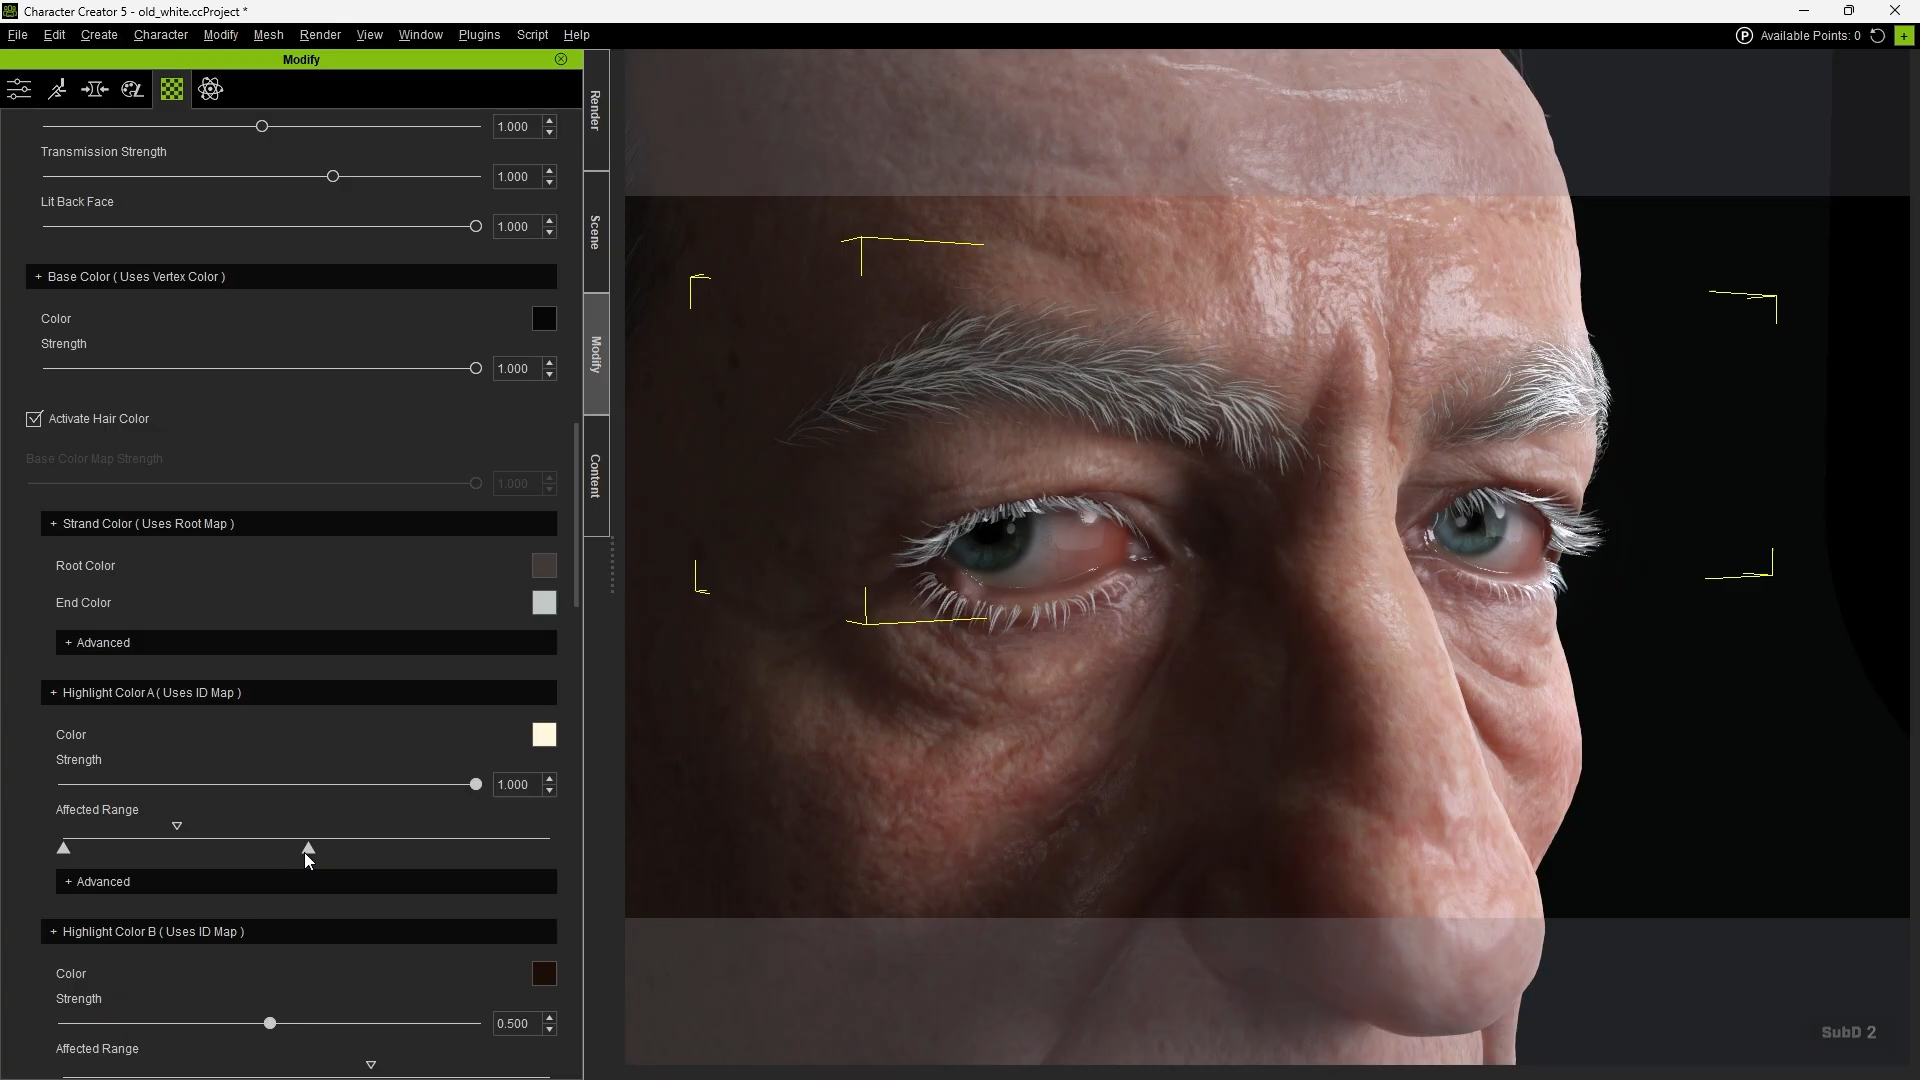 Character Creator 5 - old_white.ccProject *
File Edit Create Character Modify Mesh Render View Window Plugins Script Help
P Available Points: 0 +
Modify
1.000
Transmission Strength
1.000
Lit Back Face
1.000
+ Base Color ( Uses Vertex Color )
Color
Strength
1.000
Activate Hair Color
Base Color Map Strength
1.000
+ Strand Color ( Uses Root Map )
Root Color
End Color
+ Advanced
+ Highlight Color A ( Uses ID Map )
Color
Strength
1.000
Affected Range
+ Advanced
+ Highlight Color B ( Uses ID Map )
Color
Strength
0.500
Affected Range
Render
Scene
Modify
Content
SubD 2